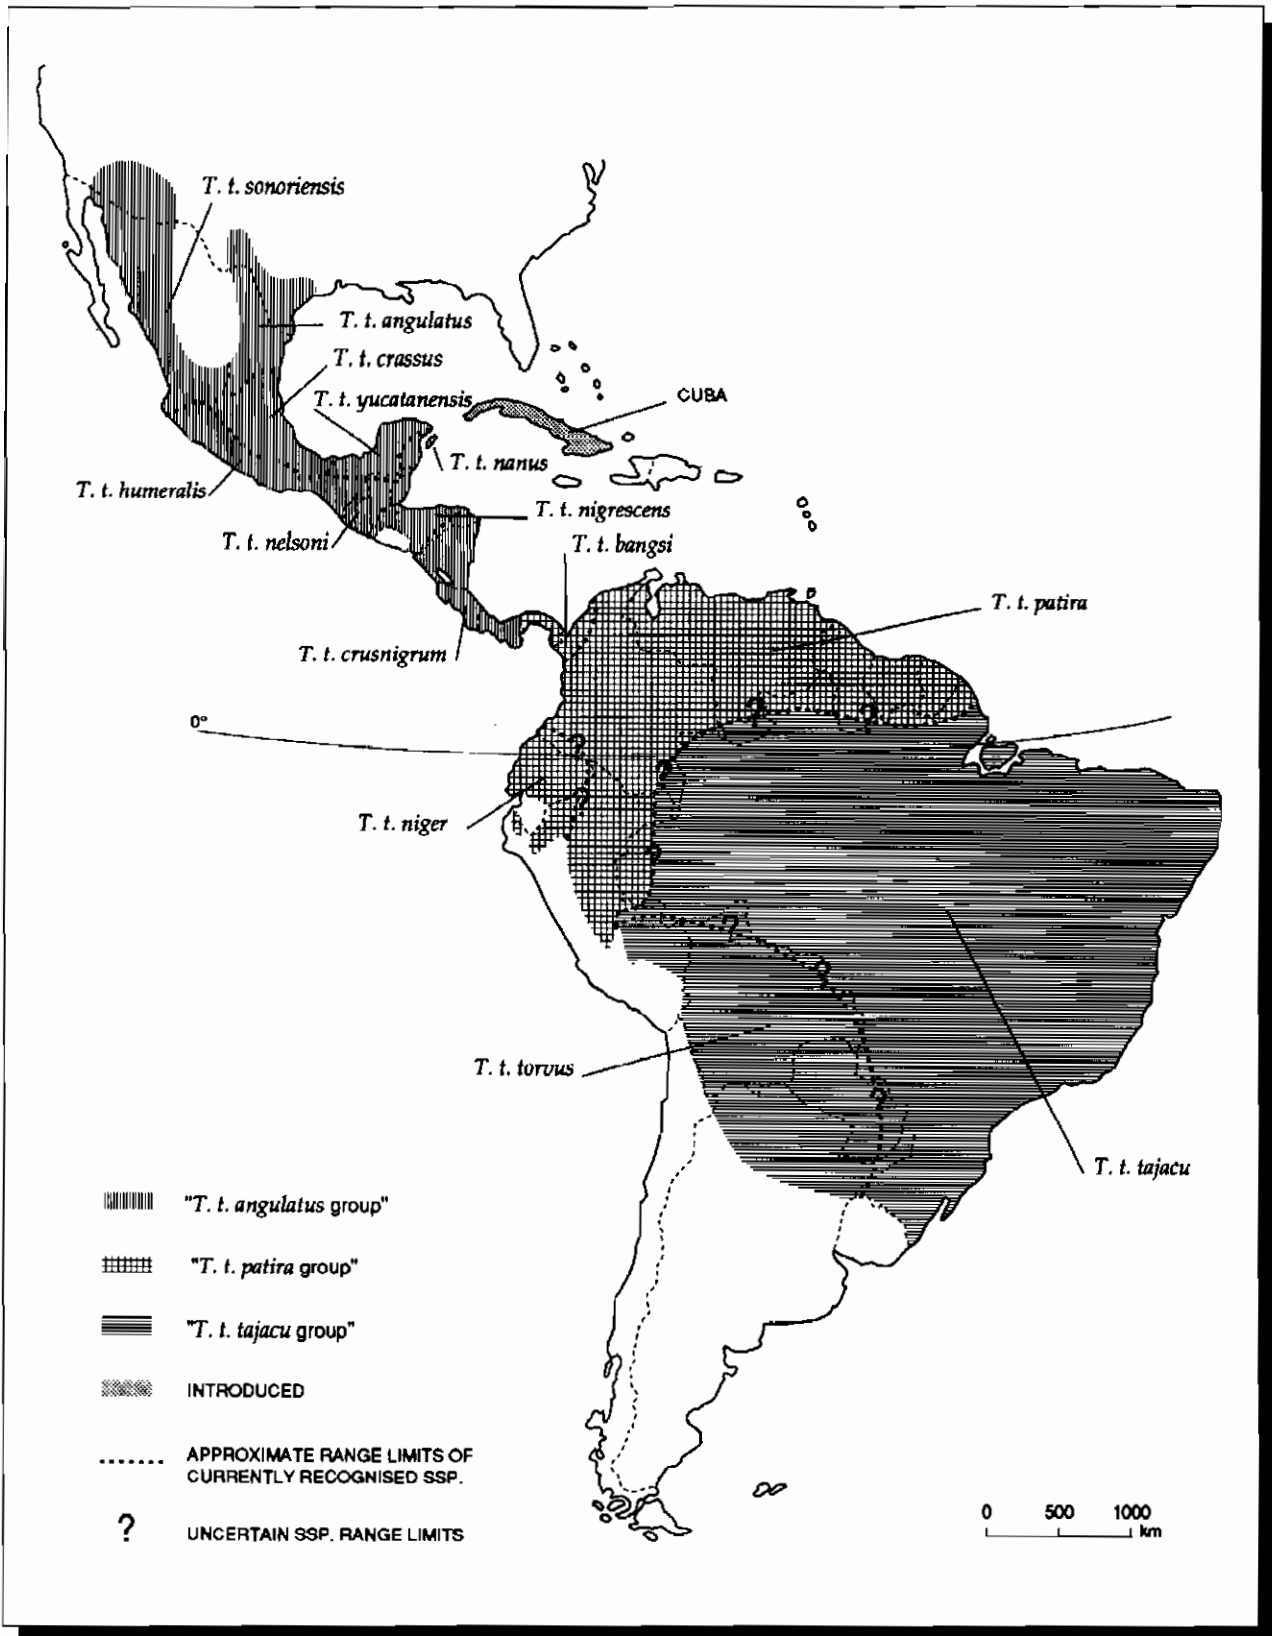 T. t. sonoriensis
T. t. angulatus
T. t. crassus
T. t. yucatanensis
CUBA
T. t. nanus
T. t. humeralis
T. t. nigrescens
T. t. nelsoni
T. t. bangsi
T. t. patira
T. t. crusnigrum
0°
T. t. niger
T. t. torvus
T. t. tajacu
"T. t. angulatus group"
"T. t. patira group"
"T. t. tajacu group"
INTRODUCED
APPROXIMATE RANGE LIMITS OF
CURRENTLY RECOGNISED SSP.
? UNCERTAIN SSP. RANGE LIMITS
0 500 1000
km
?
?
?
?
?
?
?
?
?
?